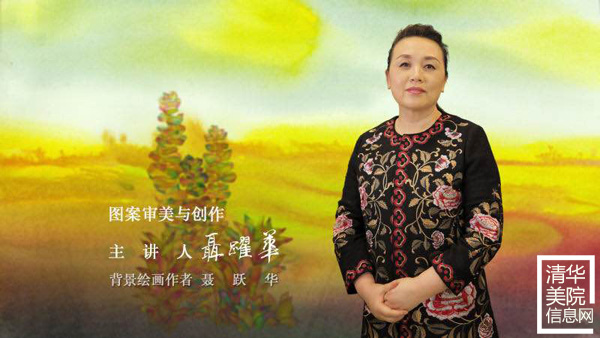 图案审美与创作
主 讲 人 聶耀華
背景绘画作者 聂 跃 华
清华
美院
信息网